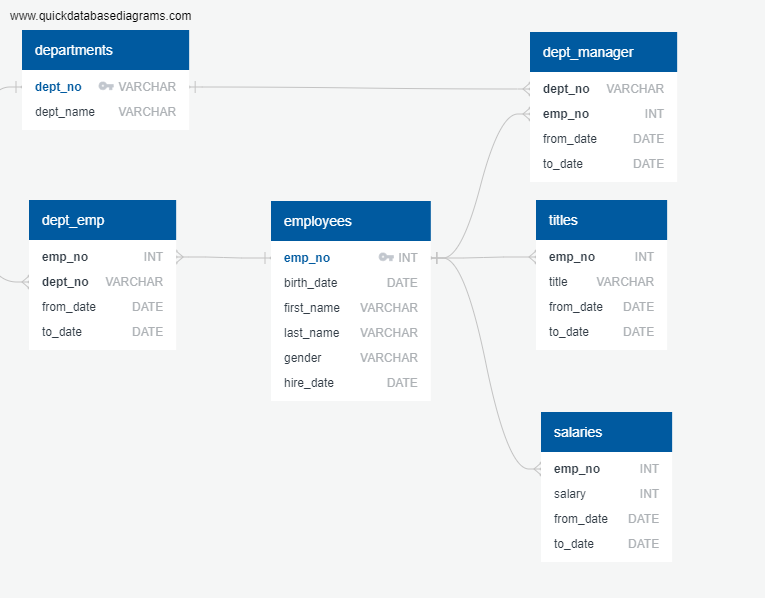 www.quickdatabasediagrams.com
departments
dept_no VARCHAR
dept_name VARCHAR
dept_manager
dept_no VARCHAR
emp_no INT
from_date DATE
to_date DATE
dept_emp
emp_no INT
dept_no VARCHAR
from_date DATE
to_date DATE
employees
emp_no INT
birth_date DATE
first_name VARCHAR
last_name VARCHAR
gender VARCHAR
hire_date DATE
titles
emp_no INT
title VARCHAR
from_date DATE
to_date DATE
salaries
emp_no INT
salary INT
from_date DATE
to_date DATE